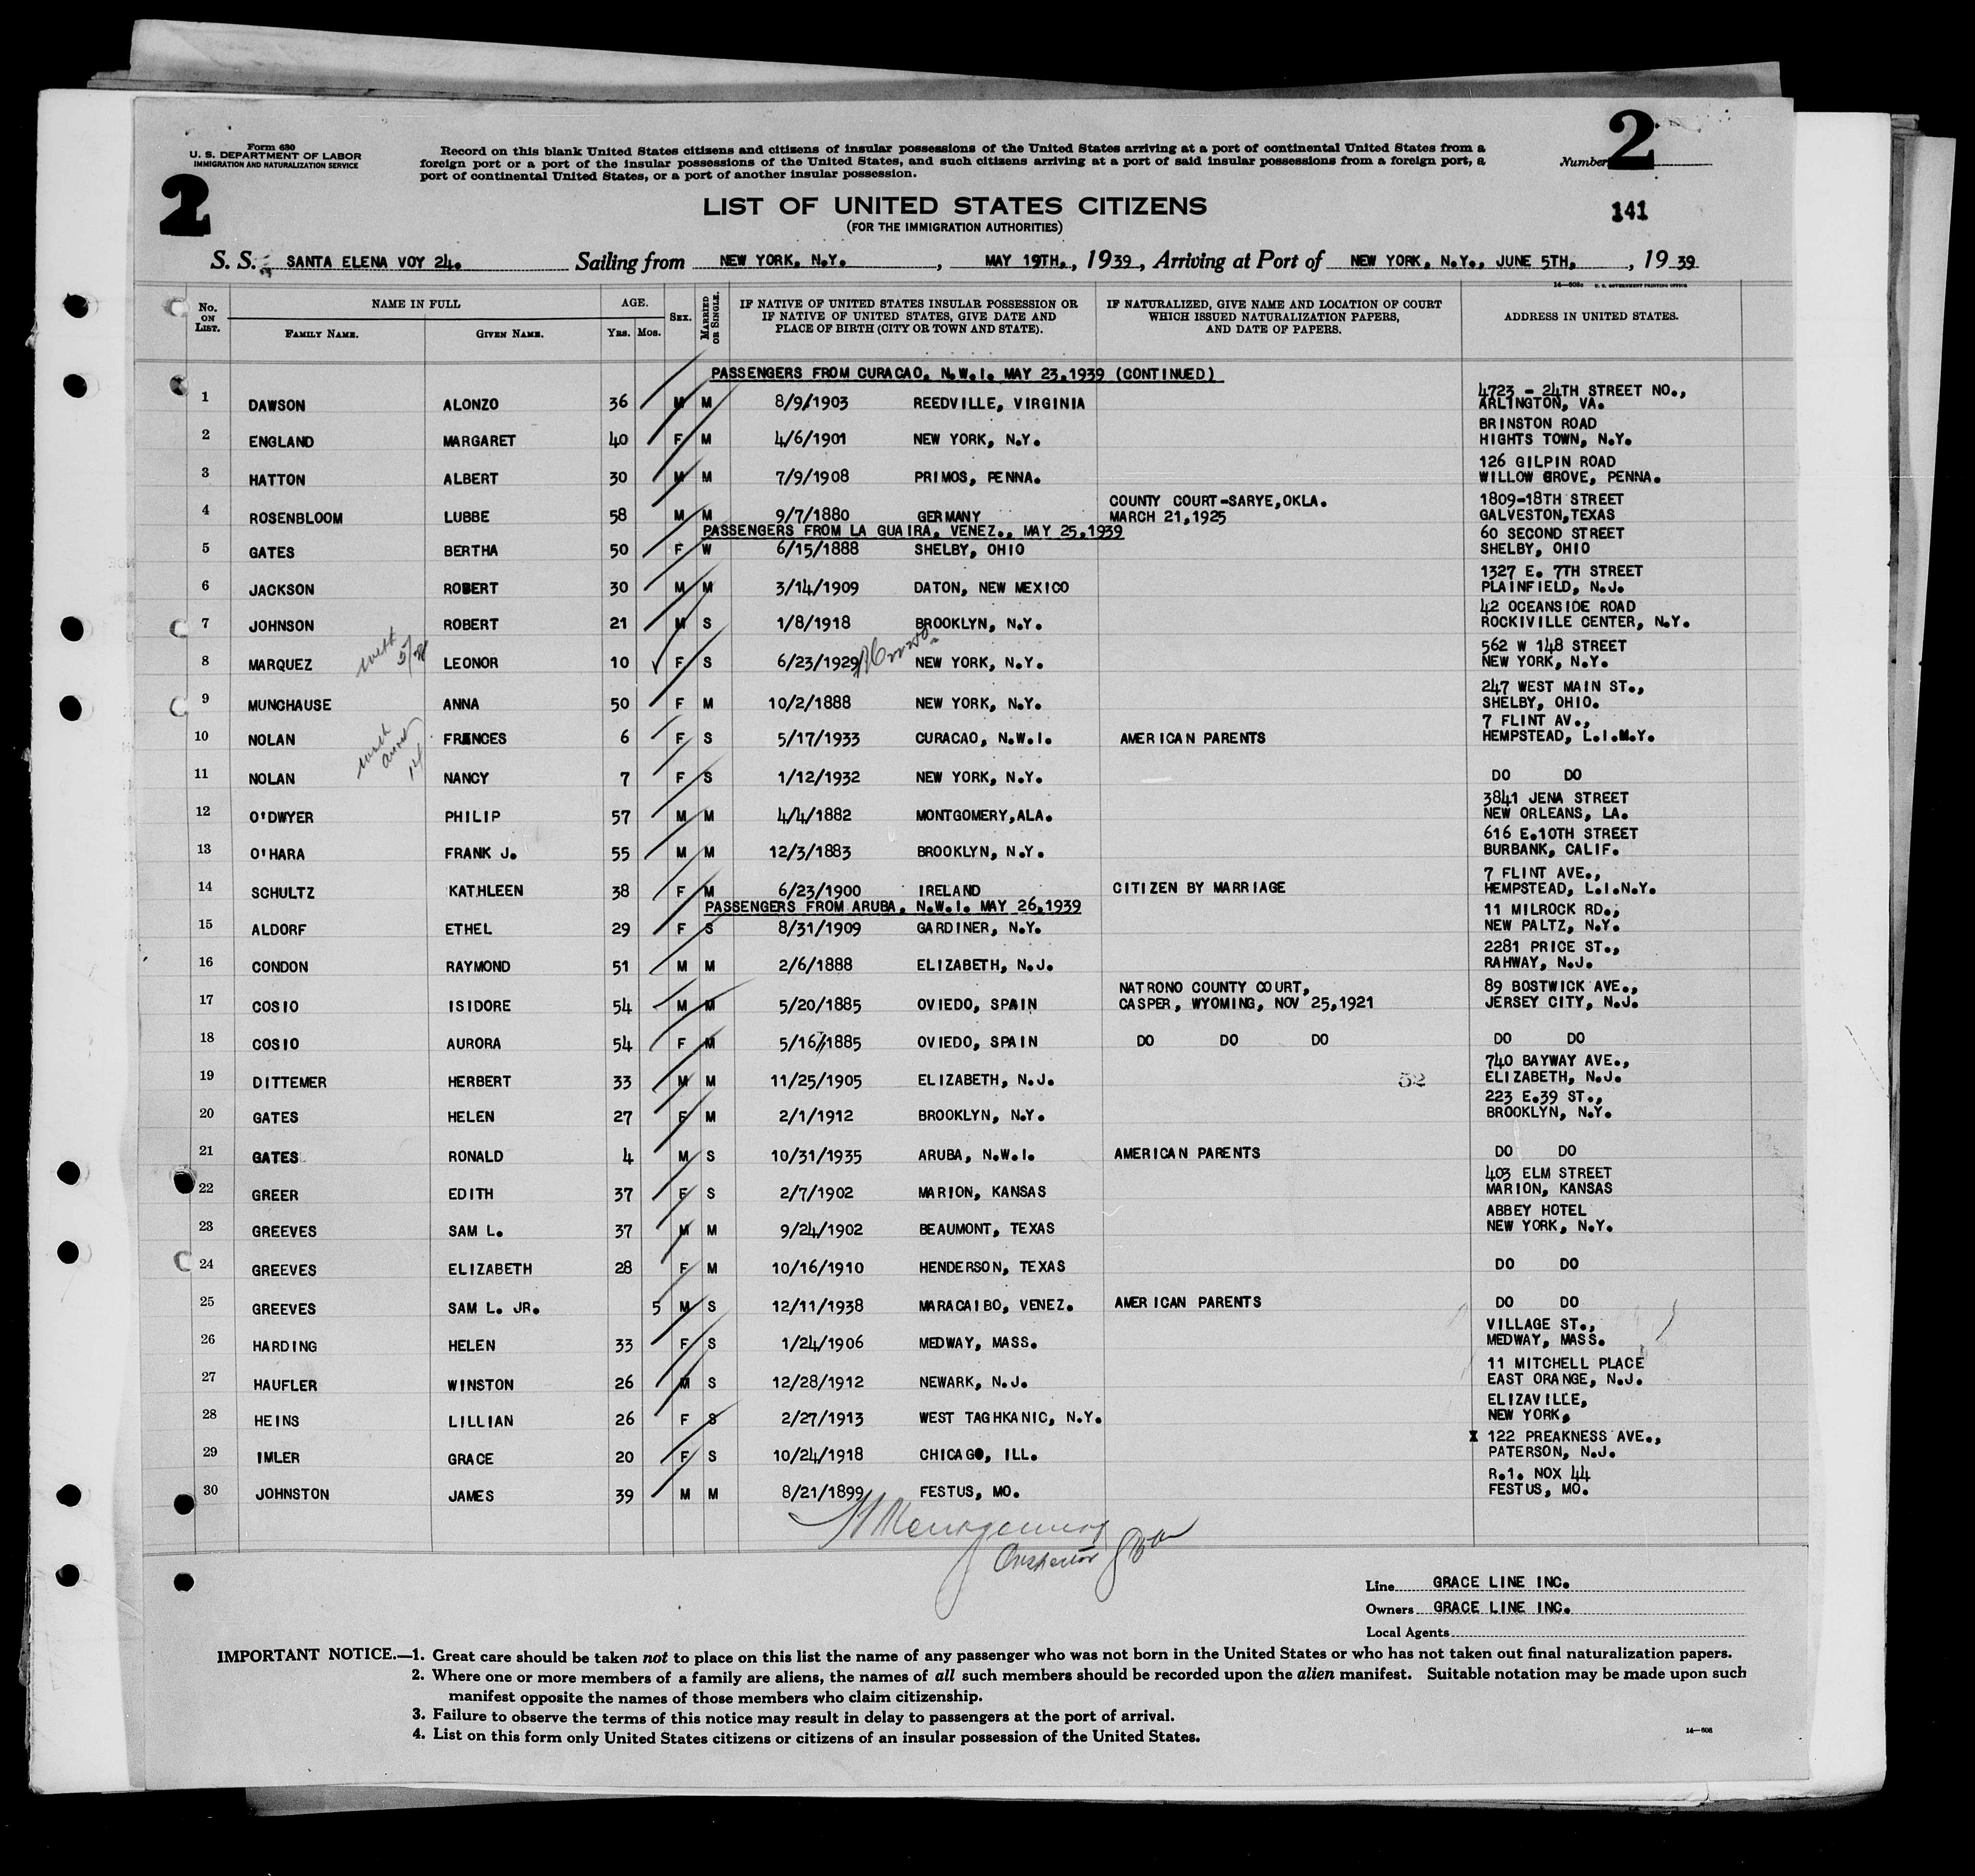 Form 630
U. S. DEPARTMENT OF LABOR
IMMIGRATION AND NATURALIZATION SERVICE
2
Record on this blank United States citizens and citizens of insular possessions of the United States arriving at a port of continental United States from a
foreign port or a port of the insular possessions of the United States, and such citizens arriving at a port of said insular possessions from a foreign port, a
port of continental United States, or a port of another insular possession.
Number 2
LIST OF UNITED STATES CITIZENS
(FOR THE IMMIGRATION AUTHORITIES)
141
S. S. SANTA ELENA VOY 24. Sailing from NEW YORK, N.Y. , MAY 19TH., 1939, Arriving at Port of NEW YORK, N.Y., JUNE 5TH. , 1939
14—608c U. S. GOVERNMENT PRINTING OFFICE
No. ON LIST. NAME IN FULL FAMILY NAME. GIVEN NAME. AGE. YRS. MOS. SEX. MARRIED OR SINGLE. IF NATIVE OF UNITED STATES INSULAR POSSESSION OR IF NATIVE OF UNITED STATES, GIVE DATE AND PLACE OF BIRTH (CITY OR TOWN AND STATE). IF NATURALIZED, GIVE NAME AND LOCATION OF COURT WHICH ISSUED NATURALIZATION PAPERS, AND DATE OF PAPERS. ADDRESS IN UNITED STATES.
PASSENGERS FROM CURACAO, N.W.I. MAY 23,1939 (CONTINUED)
1 DAWSON ALONZO 36 M M 8/9/1903 REEDVILLE, VIRGINIA 4723 - 24TH STREET NO., ARLINGTON, VA.
2 ENGLAND MARGARET 40 F M 4/6/1901 NEW YORK, N.Y. BRINSTON ROAD HIGHTS TOWN, N.Y.
3 HATTON ALBERT 30 M M 7/9/1908 PRIMOS, PENNA. 126 GILPIN ROAD WILLOW GROVE, PENNA.
4 ROSENBLOOM LUBBE 58 M M 9/7/1880 GERMANY COUNTY COURT-SARYE,OKLA. MARCH 21,1925 1809-18TH STREET GALVESTON,TEXAS
PASSENGERS FROM LA GUAIRA, VENEZ., MAY 25,1939
5 GATES BERTHA 50 F W 6/15/1888 SHELBY, OHIO 60 SECOND STREET SHELBY, OHIO
6 JACKSON ROBERT 30 M M 3/14/1909 DATON, NEW MEXICO 1327 E. 7TH STREET PLAINFIELD, N.J.
7 JOHNSON ROBERT 21 M S 1/8/1918 BROOKLYN, N.Y. 42 OCEANSIDE ROAD ROCKIVILLE CENTER, N.Y.
8 MARQUEZ with LEONOR 10 F S 6/23/1929 NEW YORK, N.Y. 562 W 148 STREET NEW YORK, N.Y.
9 MUNCHAUSE ANNA 50 F M 10/2/1888 NEW YORK, N.Y. 247 WEST MAIN ST., SHELBY, OHIO.
10 NOLAN with aunt 14 FRANCES 6 F S 5/17/1933 CURACAO, N.W.I. AMERICAN PARENTS 7 FLINT AV., HEMPSTEAD, L.I.N.Y.
11 NOLAN NANCY 7 F S 1/12/1932 NEW YORK, N.Y. DO DO
12 O'DWYER PHILIP 57 M M 4/4/1882 MONTGOMERY,ALA. 3841 JENA STREET NEW ORLEANS, LA.
13 O'HARA FRANK J. 55 M M 12/3/1883 BROOKLYN, N.Y. 616 E.10TH STREET BURBANK, CALIF.
14 SCHULTZ KATHLEEN 38 F M 6/23/1900 IRELAND CITIZEN BY MARRIAGE 7 FLINT AVE., HEMPSTEAD, L.I.N.Y.
PASSENGERS FROM ARUBA, N.W.I. MAY 26,1939
15 ALDORF ETHEL 29 F S 8/31/1909 GARDINER, N.Y. 11 MILROCK RD., NEW PALTZ, N.Y.
16 CONDON RAYMOND 51 M M 2/6/1888 ELIZABETH, N.J. 2281 PRICE ST., RAHWAY, N.J.
17 COSIO ISIDORE 54 M M 5/20/1885 OVIEDO, SPAIN NATRONO COUNTY COURT, CASPER, WYOMING, NOV 25,1921 89 BOSTWICK AVE., JERSEY CITY, N.J.
18 COSIO AURORA 54 F M 5/16/1885 OVIEDO, SPAIN DO DO DO DO DO
19 DITTEMER HERBERT 33 M M 11/25/1905 ELIZABETH, N.J. 52 740 BAYWAY AVE., ELIZABETH, N.J.
20 GATES HELEN 27 F M 2/1/1912 BROOKLYN, N.Y. 223 E.39 ST., BROOKLYN, N.Y.
21 GATES RONALD 4 M S 10/31/1935 ARUBA, N.W.I. AMERICAN PARENTS DO DO
22 GREER EDITH 37 F S 2/7/1902 MARION, KANSAS 403 ELM STREET MARION, KANSAS
23 GREEVES SAM L. 37 M M 9/24/1902 BEAUMONT, TEXAS ABBEY HOTEL NEW YORK, N.Y.
24 GREEVES ELIZABETH 28 F M 10/16/1910 HENDERSON, TEXAS DO DO
25 GREEVES SAM L. JR. 5 M S 12/11/1938 MARACAIBO, VENEZ. AMERICAN PARENTS DO DO
26 HARDING HELEN 33 F S 1/24/1906 MEDWAY, MASS. VILLAGE ST., MEDWAY, MASS.
27 HAUFLER WINSTON 26 M S 12/28/1912 NEWARK, N.J. 11 MITCHELL PLACE EAST ORANGE, N.J.
28 HEINS LILLIAN 26 F S 2/27/1913 WEST TAGHKANIC, N.Y. ELIZAVILLE, NEW YORK,
29 IMLER GRACE 20 F S 10/24/1918 CHICAGO, ILL. X 122 PREAKNESS AVE., PATERSON, N.J.
30 JOHNSTON JAMES 39 M M 8/21/1899 FESTUS, MO. R.1. NOX 44 FESTUS, MO.
Inspector
Line GRACE LINE INC.
Owners GRACE LINE INC.
Local Agents
IMPORTANT NOTICE.—1. Great care should be taken not to place on this list the name of any passenger who was not born in the United States or who has not taken out final naturalization papers.
2. Where one or more members of a family are aliens, the names of all such members should be recorded upon the alien manifest. Suitable notation may be made upon such
manifest opposite the names of those members who claim citizenship.
3. Failure to observe the terms of this notice may result in delay to passengers at the port of arrival.
4. List on this form only United States citizens or citizens of an insular possession of the United States.
14—608